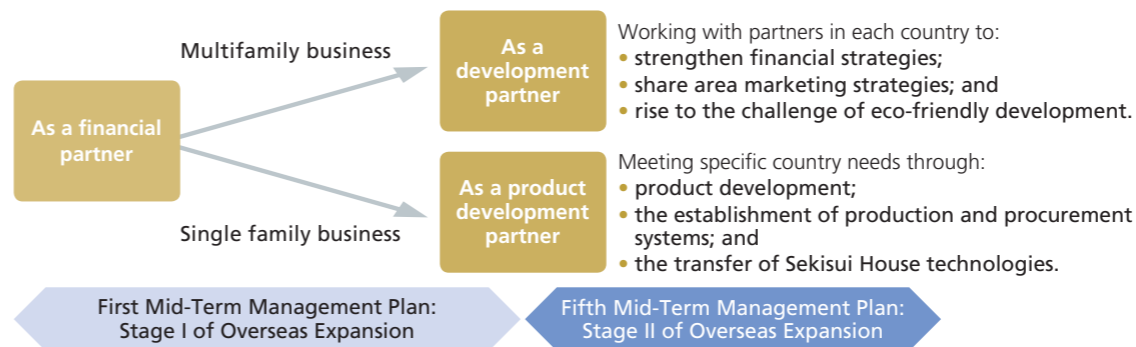 As a financial
partner
Multifamily business
Single family business
As a
development
partner
Working with partners in each country to:
• strengthen financial strategies;
• share area marketing strategies; and
• rise to the challenge of eco-friendly development.
As a product
development
partner
Meeting specific country needs through:
• product development;
• the establishment of production and procurement
systems; and
• the transfer of Sekisui House technologies.
First Mid-Term Management Plan:
Stage I of Overseas Expansion
Fifth Mid-Term Management Plan:
Stage II of Overseas Expansion